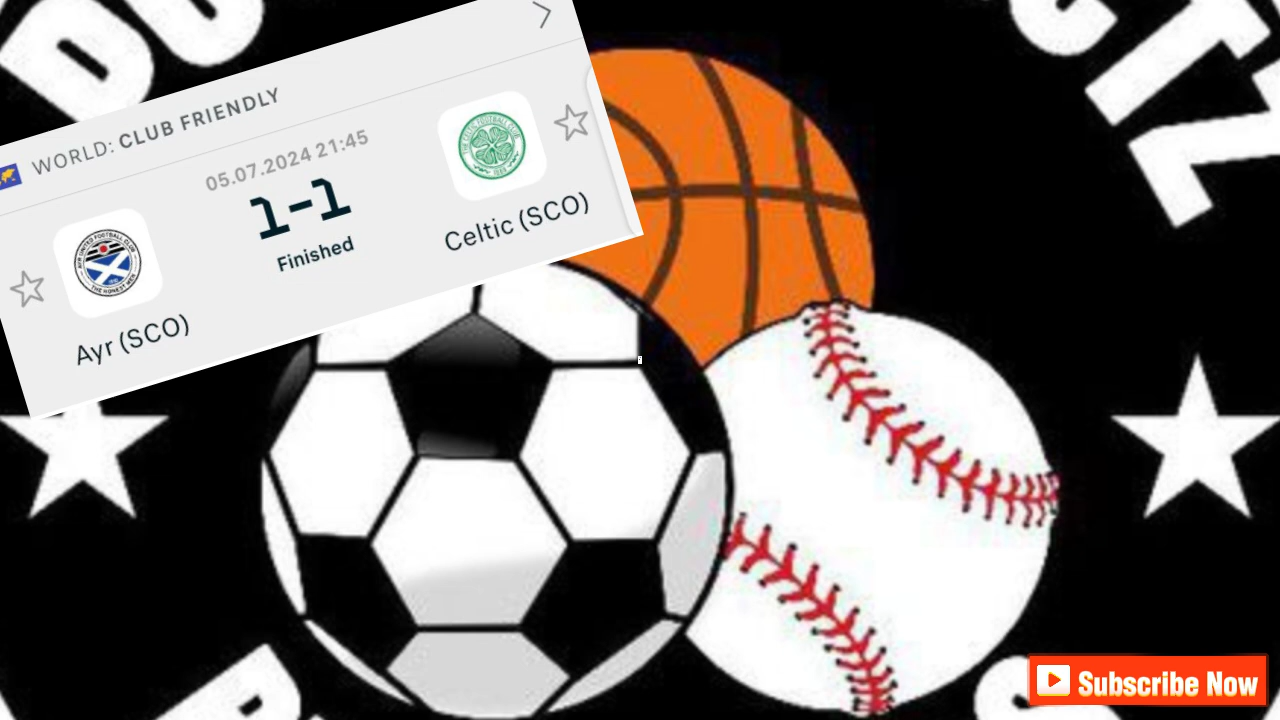 WORLD: CLUB FRIENDLY
05.07.2024 21:45
1-1
Finished
Ayr (SCO)
Celtic (SCO)
Subscribe Now